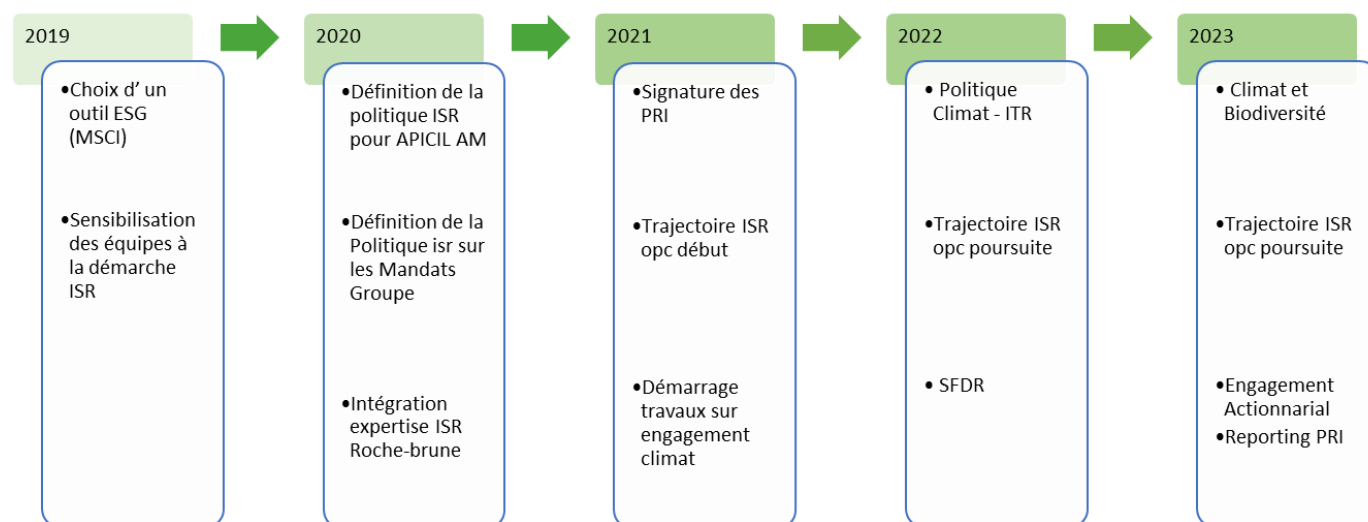 2019
•Choix d’ un
outil ESG
(MSCI)
•Sensibilisation
des équipes à
la démarche
ISR
2020
•Définition de la
politique ISR
pour APICIL AM
•Définition de la
Politique isr sur
les Mandats
Groupe
•Intégration
expertise ISR
Roche-brune
2021
•Signature des
PRI
•Trajectoire ISR
opc début
•Démarrage
travaux sur
engagement
climat
2022
• Politique
Climat - ITR
•Trajectoire ISR
opc poursuite
• SFDR
2023
• Climat et
Biodiversité
•Trajectoire ISR
opc poursuite
•Engagement
Actionnarial
•Reporting PRI